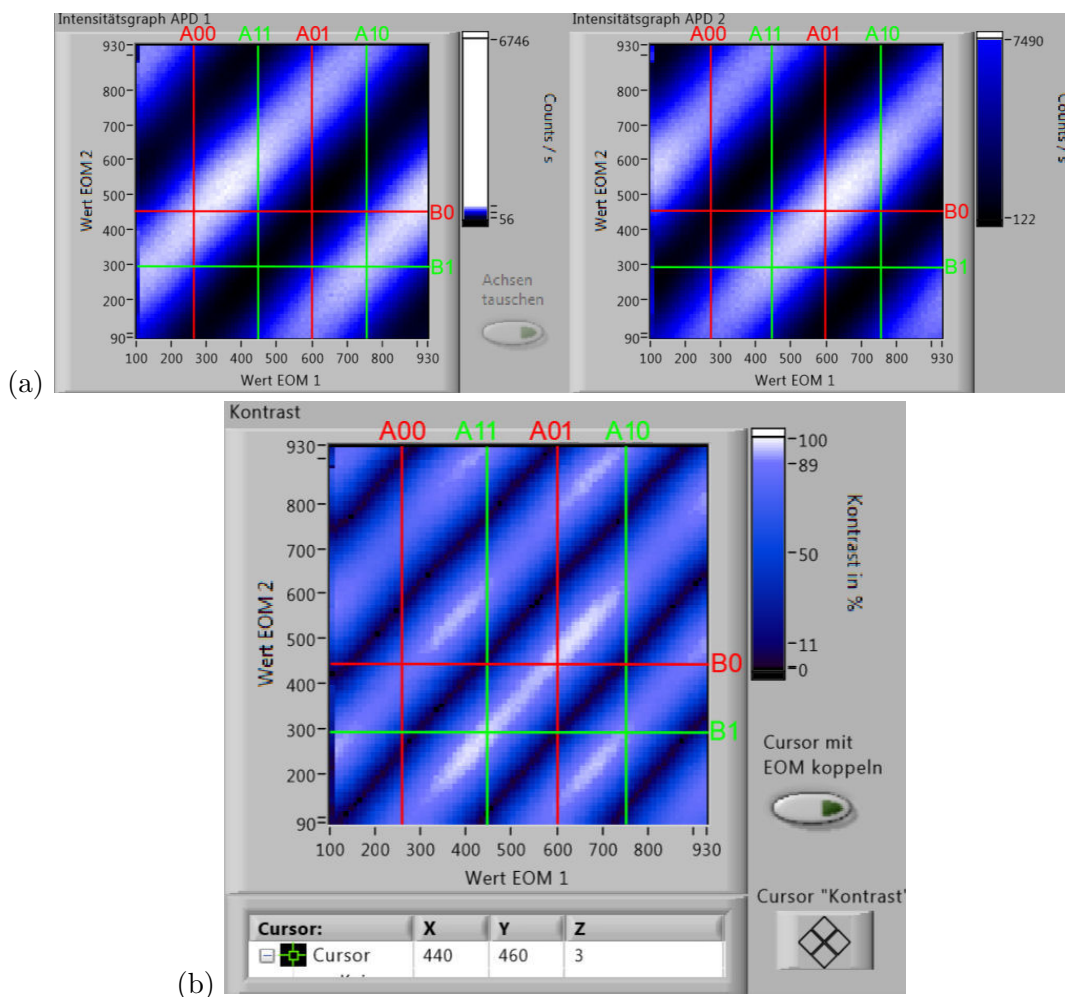 Intensitätsgraph APD 1
A00 A11 A01 A10
930
800
700
600
500
400
300
200
90
Wert EOM 2
B0
B1
100 200 300 400 500 600 700 800 930
Wert EOM 1
6746
56
Counts / s
Achsen
tauschen
Intensitätsgraph APD 2
A00 A11 A01 A10
930
800
700
600
500
400
300
200
90
Wert EOM 2
B0
B1
100 200 300 400 500 600 700 800 930
Wert EOM 1
7490
122
Counts / s
(a)
Kontrast
A00 A11 A01 A10
930
800
700
600
500
400
300
200
90
Wert EOM 2
B0
B1
100 200 300 400 500 600 700 800 930
Wert EOM 1
100
89
50
11
0
Kontrast in %
Cursor mit
EOM koppeln
Cursor "Kontrast"
Cursor: X Y Z
Cursor 440 460 3
(b)